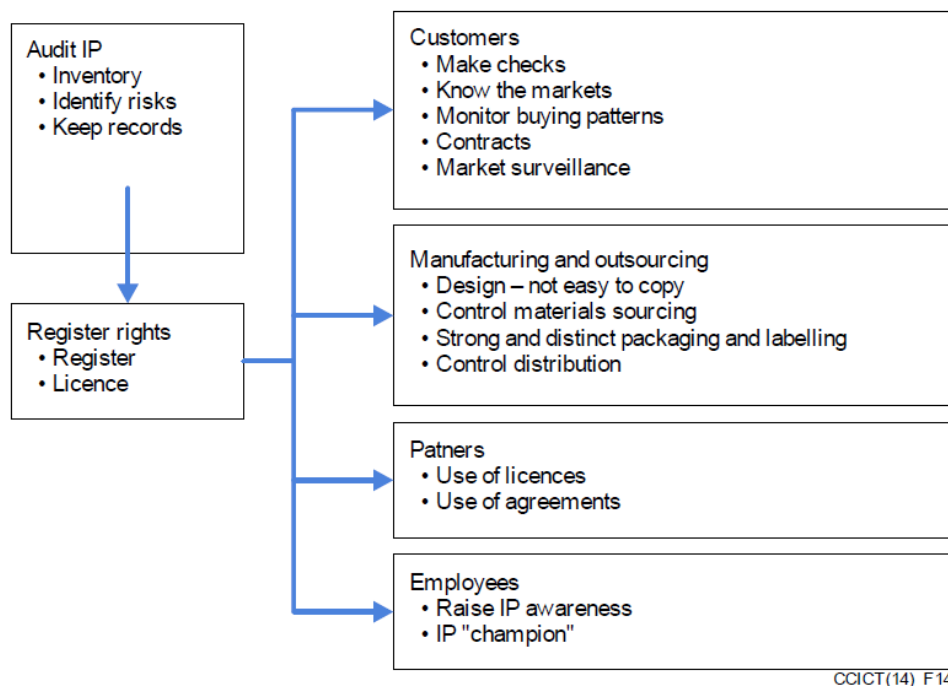 Audit IP
• Inventory
• Identify risks
• Keep records
Register rights
• Register
• Licence
Customers
• Make checks
• Know the markets
• Monitor buying patterns
• Contracts
• Market surveillance
Manufacturing and outsourcing
• Design – not easy to copy
• Control materials sourcing
• Strong and distinct packaging and labelling
• Control distribution
Patners
• Use of licences
• Use of agreements
Employees
• Raise IP awareness
• IP "champion"
CCICT(14)_F14